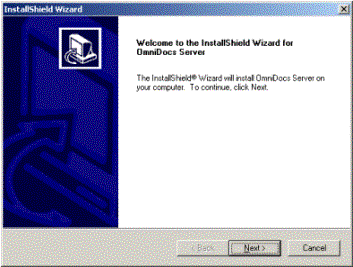 InstallShield Wizard
Welcome to the InstallShield Wizard for
OmniDocs Server
The InstallShield® Wizard will install OmniDocs Server on
your computer. To continue, click Next.
< Back
Next >
Cancel